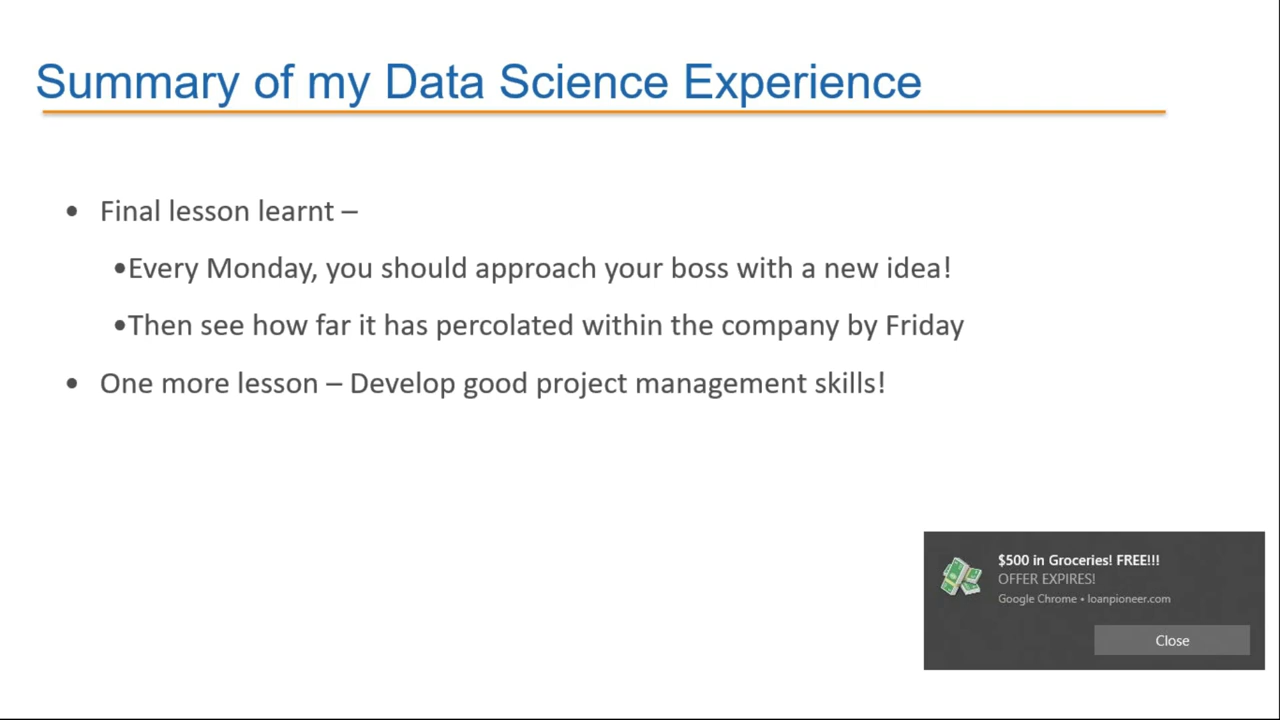 Summary of my Data Science Experience
• Final lesson learnt –
•Every Monday, you should approach your boss with a new idea!
•Then see how far it has percolated within the company by Friday
• One more lesson – Develop good project management skills!
$500 in Groceries! FREE!!!
OFFER EXPIRES!
Google Chrome • loanpioneer.com
Close